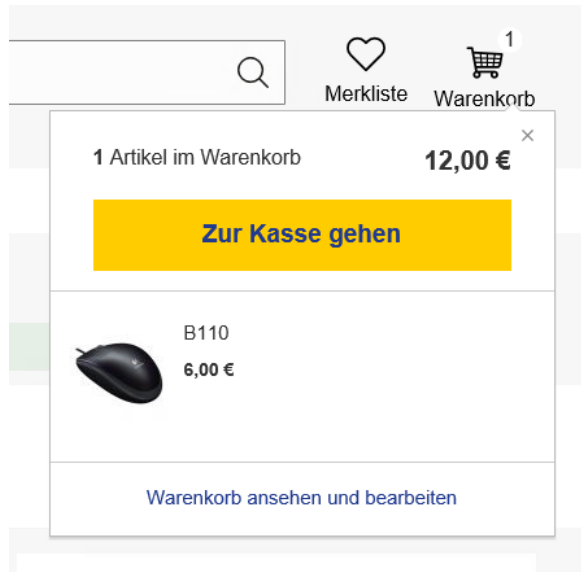 1
Merkliste
Warenkorb
×
1 Artikel im Warenkorb
12,00 €
Zur Kasse gehen
B110
6,00 €
Warenkorb ansehen und bearbeiten